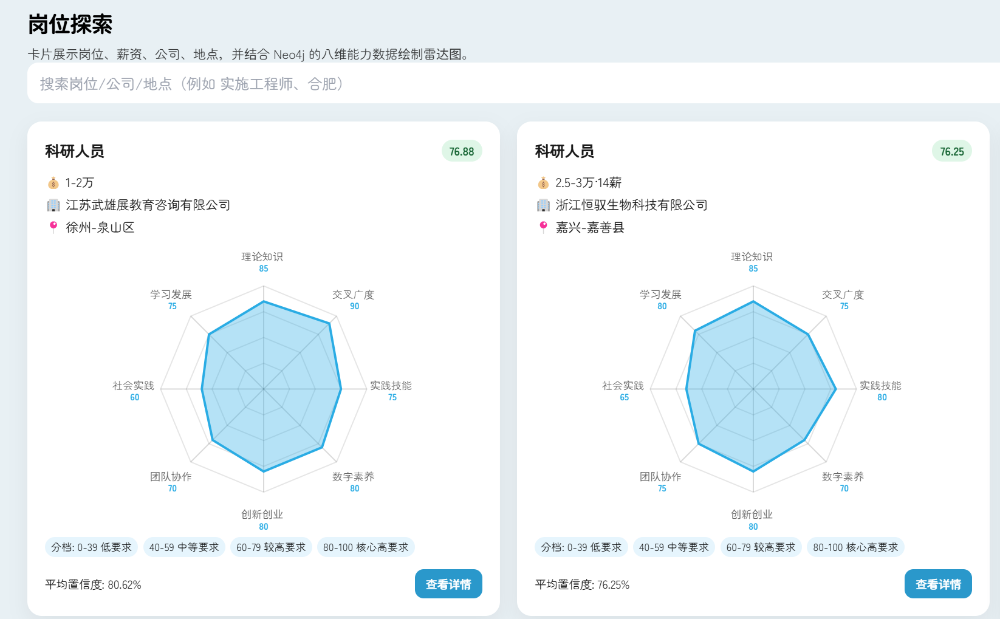 岗位探索
卡片展示岗位、薪资、公司、地点，并结合 Neo4j 的八维能力数据绘制雷达图。
搜索岗位/公司/地点（例如 实施工程师、合肥）
科研人员
76.88
1-2万
江苏武雄展教育咨询有限公司
徐州-泉山区
理论知识
85
学习发展
75
交叉广度
90
社会实践
60
实践技能
75
团队协作
70
数字素养
80
创新创业
80
分档: 0-39 低要求
40-59 中等要求
60-79 较高要求
80-100 核心高要求
平均置信度: 80.62%
查看详情
科研人员
76.25
2.5-3万·14薪
浙江恒驭生物科技有限公司
嘉兴-嘉善县
理论知识
85
学习发展
80
交叉广度
75
社会实践
65
实践技能
80
团队协作
75
数字素养
70
创新创业
80
分档: 0-39 低要求
40-59 中等要求
60-79 较高要求
80-100 核心高要求
平均置信度: 76.25%
查看详情